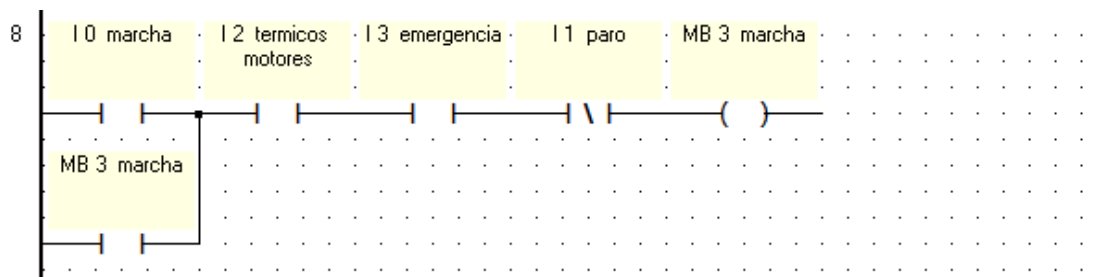 8
I 0 marcha
I 2 termicos
motores
I 3 emergencia
I 1 paro
MB 3 marcha
MB 3 marcha